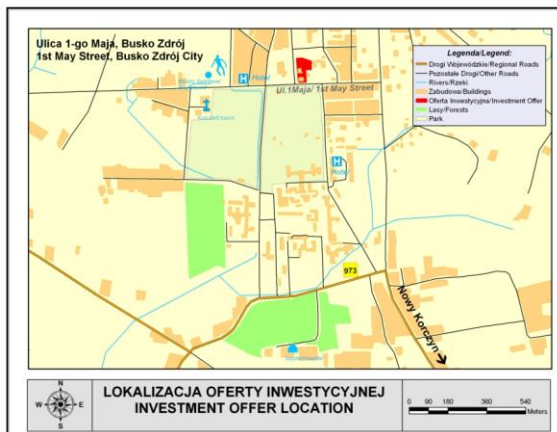 Ulica 1-go Maja, Busko Zdrój
1st May Street, Busko Zdrój City
H Hotel
Ul.1Maja/ 1st May Street
H
Hotel
973
Nowy Korczyn
Legenda/Legend:
Drogi Wojewódzkie/Regional Roads
Pozostałe Drogi/Other Roads
Rivers/Rzeki
Zabudowa/Buildings
Oferta Inwestycyjna/Investment Offer
Lasy/Forests
Park
N
W E
S
LOKALIZACJA OFERTY INWESTYCYJNEJ
INVESTMENT OFFER LOCATION
0 90 180 360 540
Meters